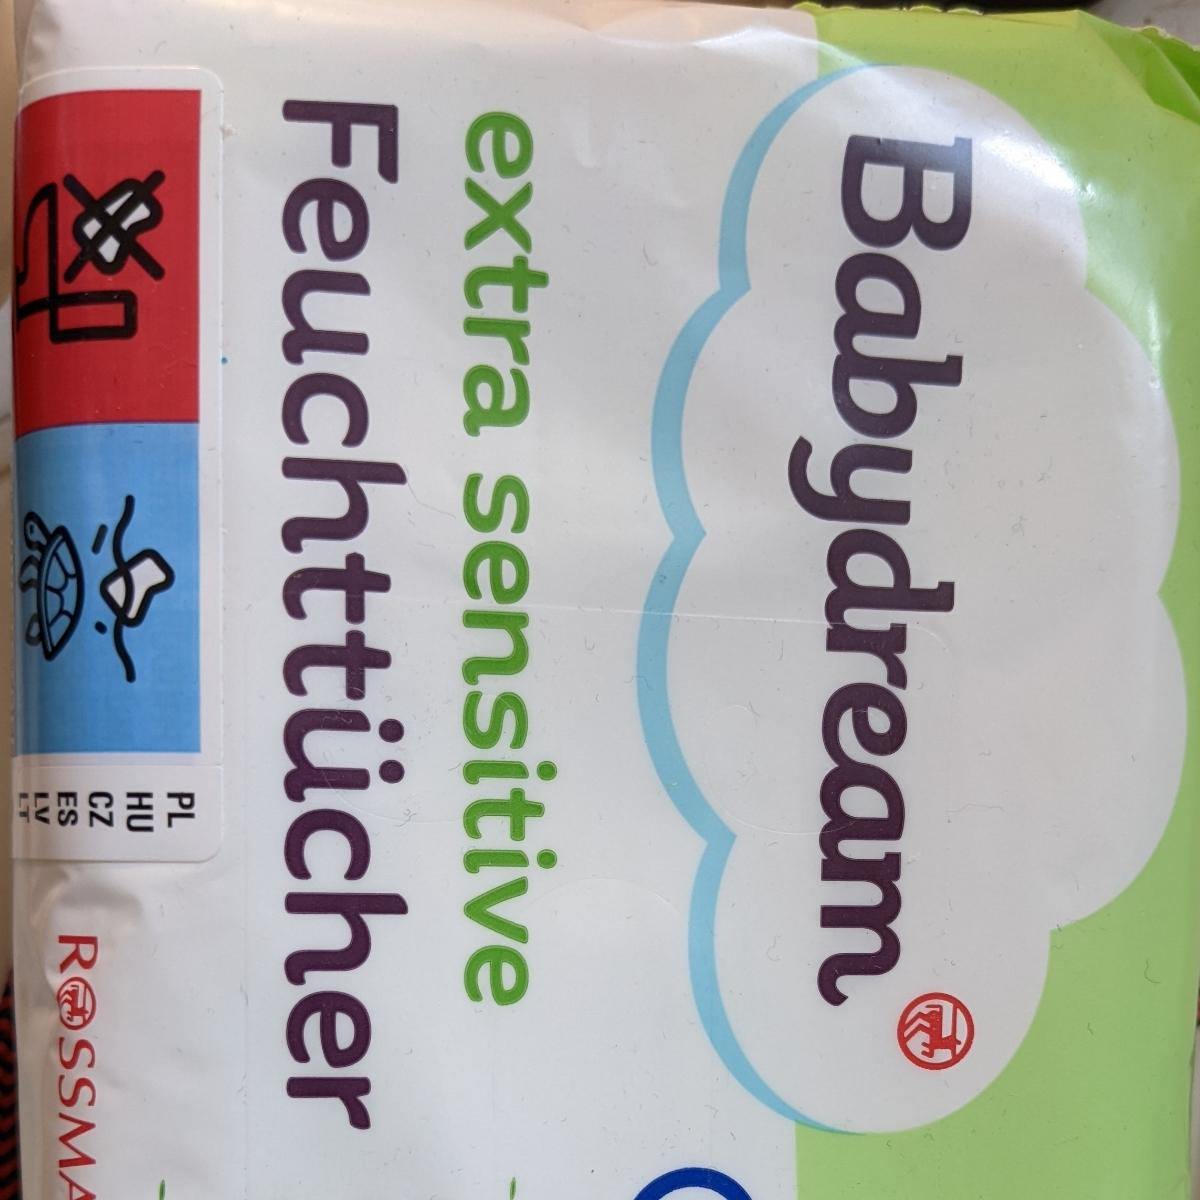 Babydream
extra sensitive
Feuchttücher
PL
HU
CZ
ES
LV
LT
ROSSMA